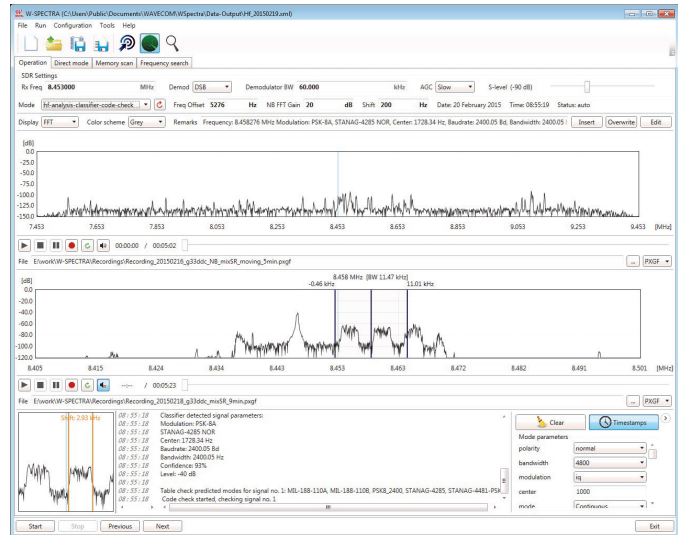 W-SPECTRA (C:\Users\Public\Documents\WAVECOM\WSpectra\Data-Output\Hf_20150219.xml)
File Run Configuration Tools Help
Operation Direct mode Memory scan Frequency search
SDR Settings
Rx Freq 8.453000 MHz Demod DSB Demodulator BW 60.000 kHz AGC Slow S-level (-90 dB)
Mode hf-analysis-classifier-code-check Freq Offset 5276 Hz NB FFT Gain 20 dB Shift 200 Hz Date: 20 February 2015 Time: 08:55:19 Status: auto
Display FFT Color scheme Grey Remarks Frequency: 8.458276 MHz Modulation: PSK-8A, STANAG-4285 NOR, Center: 1728.34 Hz, Baudrate: 2400.05 Bd, Bandwidth: 2400.05 Insert Overwrite Edit
[dB]
0.0
-25.0
-50.0
-75.0
-100.0
-125.0
-150.0
7.453 7.653 7.853 8.053 8.253 8.453 8.653 8.853 9.053 9.253 9.453 [MHz]
00:00:00 / 00:05:02
File E:\work\W-SPECTRA\Recordings\Recording_20150216_g33ddc_NB_mixSR_moving_5min.pxgf ... PXGF
8.458 MHz [BW 11.47 kHz]
[dB] -0.46 kHz 11.01 kHz
0.0
-20.0
-40.0
-60.0
-80.0
-100.0
-120.0
8.405 8.415 8.424 8.434 8.443 8.453 8.463 8.472 8.482 8.491 8.501 [MHz]
--:-- / 00:05:23
File E:\work\W-SPECTRA\Recordings\Recording_20150218_g33ddc_mixSR_9min.pxgf ... PXGF
Shift: 2.93 kHz
08:55:18 Classifier detected signal parameters:
08:55:18 Modulation: PSK-8A
08:55:18 STANAG-4285 NOR
08:55:18 Center: 1728.34 Hz
08:55:18 Baudrate: 2400.05 Bd
08:55:18 Bandwidth: 2400.05 Hz
08:55:18 Confidence: 93%
08:55:18 Level: -40 dB
08:55:18
08:55:18 Table check predicted modes for signal no. 1: MIL-188-110A, MIL-188-110B, PSK8_2400, STANAG-4285, STANAG-4481-PSK
08:55:18 Code check started, checking signal no. 1
Clear Timestamps
Mode parameters
polarity normal
bandwidth 4800
modulation iq
center 1000
mode Continuous
Start Stop Previous Next Exit